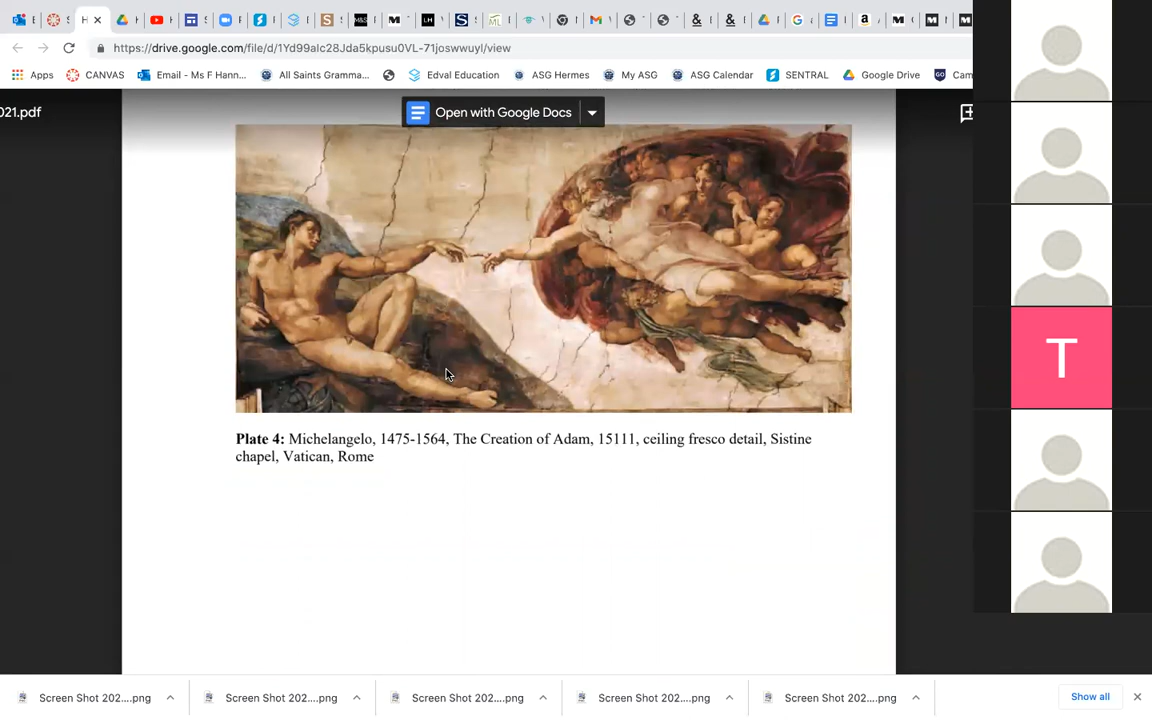 https://drive.google.com/file/d/1Yd99alc28Jda5kpusu0VL-71joswwuyl/view
Apps CANVAS Email - Ms F Hann... All Saints Gramma... Edval Education ASG Hermes My ASG ASG Calendar SENTRAL Google Drive Cam
021.pdf
Open with Google Docs
T
Plate 4: Michelangelo, 1475-1564, The Creation of Adam, 15111, ceiling fresco detail, Sistine
chapel, Vatican, Rome
Screen Shot 202....png Screen Shot 202....png Screen Shot 202....png Screen Shot 202....png Screen Shot 202....png Show all